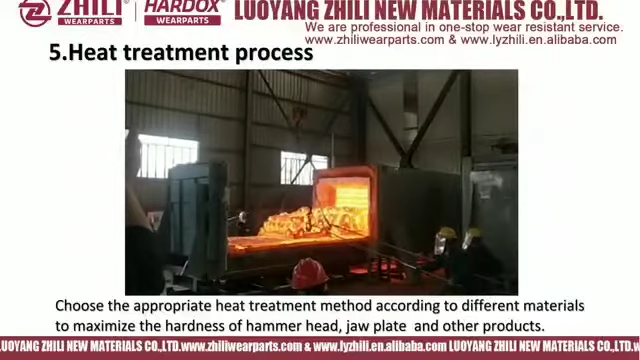 ZHILI®
WEARPARTS
HARDOX®
WEARPARTS
LUOYANG ZHILI NEW MATERIALS CO.,LTD.
We are professional in one-stop wear resistant service.
www.zhiliwearparts.com & www.lyzhili.en.alibaba.com
5.Heat treatment process
Choose the appropriate heat treatment method according to different materials
to maximize the hardness of hammer head, jaw plate and other products.
LUOYANG ZHILI NEW MATERIALS CO.,LTD.www.zhiliwearparts.com & www.lyzhili.en.alibaba.com LUOYANG ZHILI NEW MATERIALS CO.,LTD.w